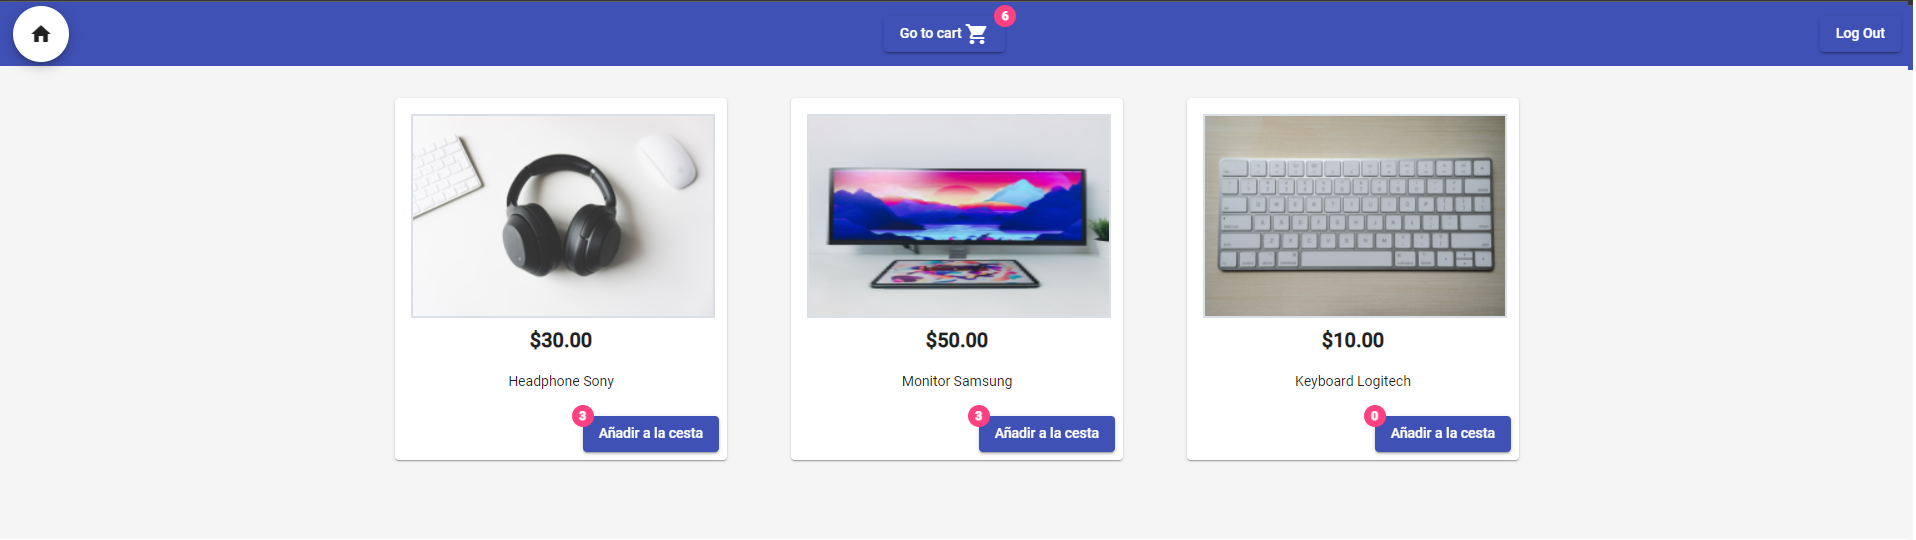 Go to cart 6
Log Out
$30.00
Headphone Sony
3
Añadir a la cesta
$50.00
Monitor Samsung
3
Añadir a la cesta
$10.00
Keyboard Logitech
0
Añadir a la cesta